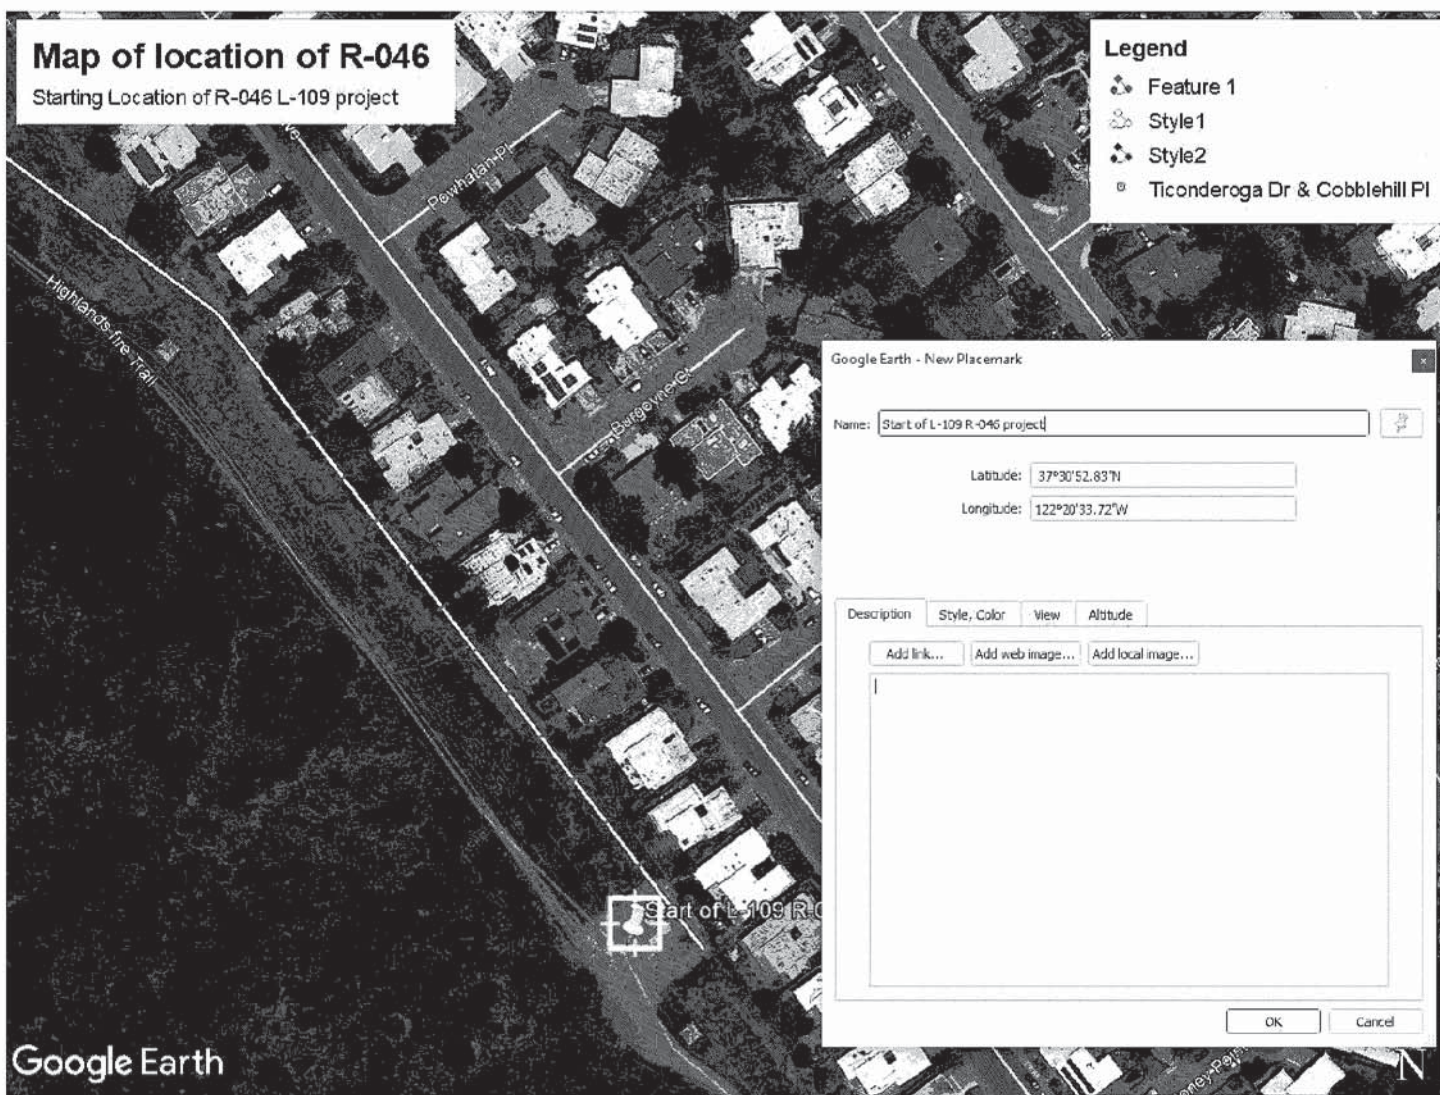 Map of location of R-046
Starting Location of R-046 L-109 project
Legend
Feature 1
Style1
Style2
Ticonderoga Dr & Cobblehill Pl
Powhatan Pl
Highlands fire Trail
Burgoyne Ct
Google Earth - New Placemark
Name: Start of L-109 R-046 project
Latitude: 37°30'52.83"N
Longitude: 122°20'33.72"W
Description Style, Color View Altitude
Add link... Add web image... Add local image...
Start of L-109 R-0
OK Cancel
Google Earth
N